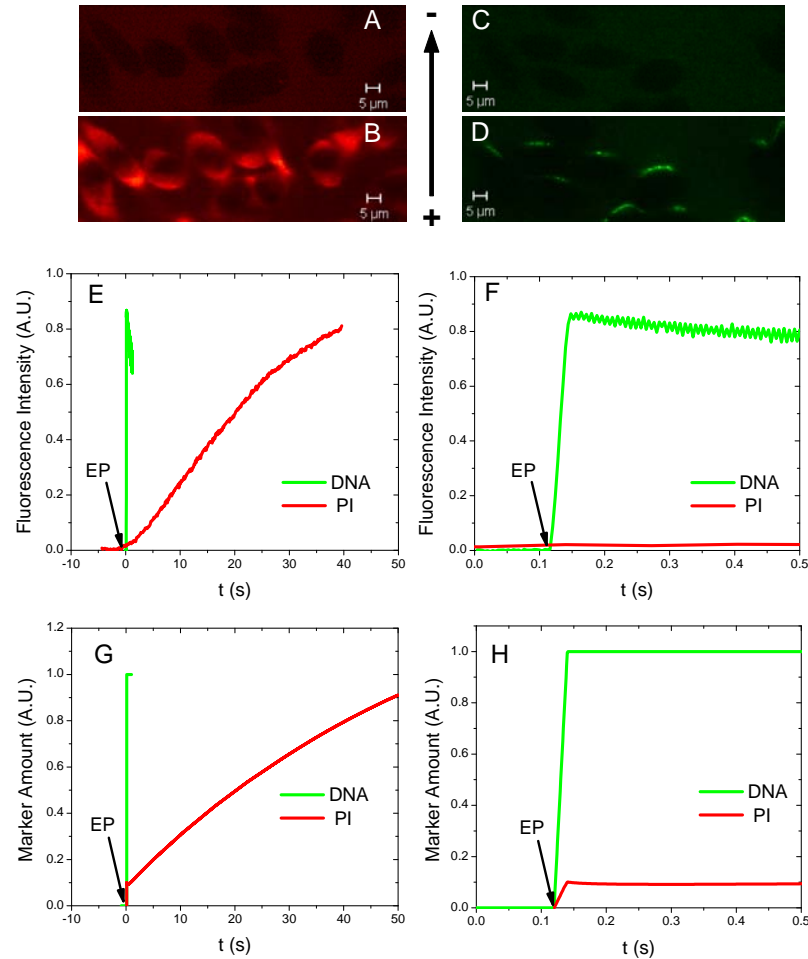 A
5 µm
B
5 µm
-
+
C
5 µm
D
5 µm
E
Fluorescence Intensity (A.U.)
1.0
0.8
0.6
0.4
0.2
0.0
EP
DNA
PI
-10 0 10 20 30 40 50
t (s)
F
Fluorescence Intensity (A.U.)
1.0
0.8
0.6
0.4
0.2
0.0
EP
DNA
PI
0.0 0.1 0.2 0.3 0.4 0.5
t (s)
G
Marker Amount (A.U.)
1.2
1.0
0.8
0.6
0.4
0.2
0.0
EP
DNA
PI
-10 0 10 20 30 40 50
t (s)
H
Marker Amount (A.U.)
1.0
0.8
0.6
0.4
0.2
0.0
EP
DNA
PI
0.0 0.1 0.2 0.3 0.4 0.5
t (s)